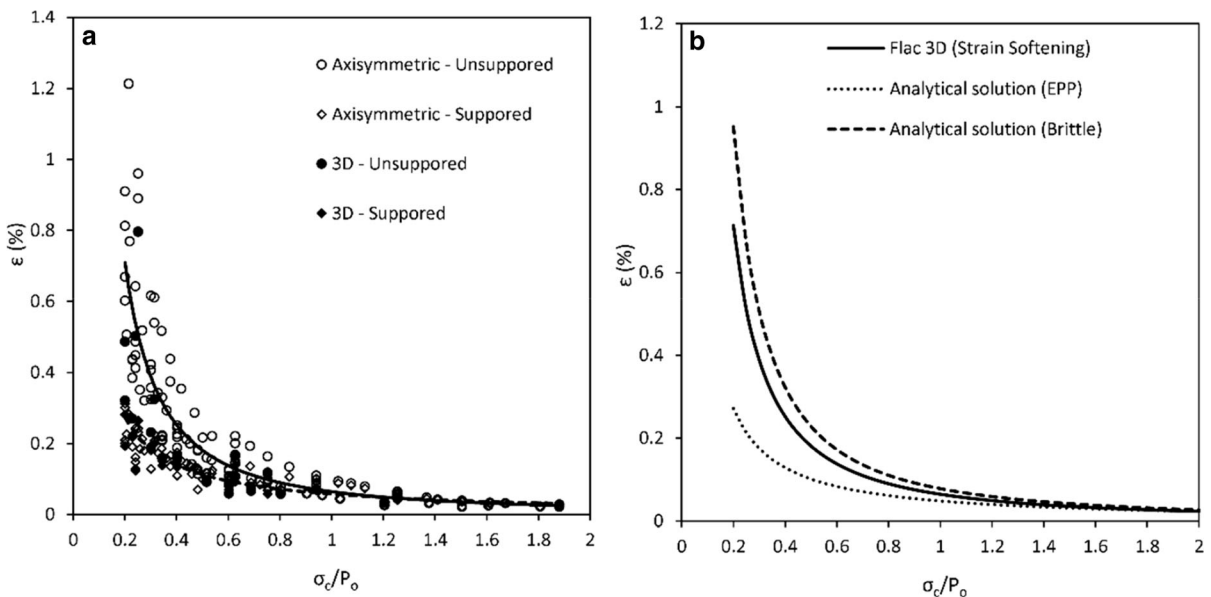 a
Axisymmetric - Unsuppored
Axisymmetric - Suppored
3D - Unsuppored
3D - Suppored
1.4
1.2
1
0.8
0.6
0.4
0.2
0
ε (%)
0 0.2 0.4 0.6 0.8 1 1.2 1.4 1.6 1.8 2
σc/Po
b
Flac 3D (Strain Softening)
Analytical solution (EPP)
Analytical solution (Brittle)
1.2
1
0.8
0.6
0.4
0.2
0
ε (%)
0 0.2 0.4 0.6 0.8 1 1.2 1.4 1.6 1.8 2
σc/Po